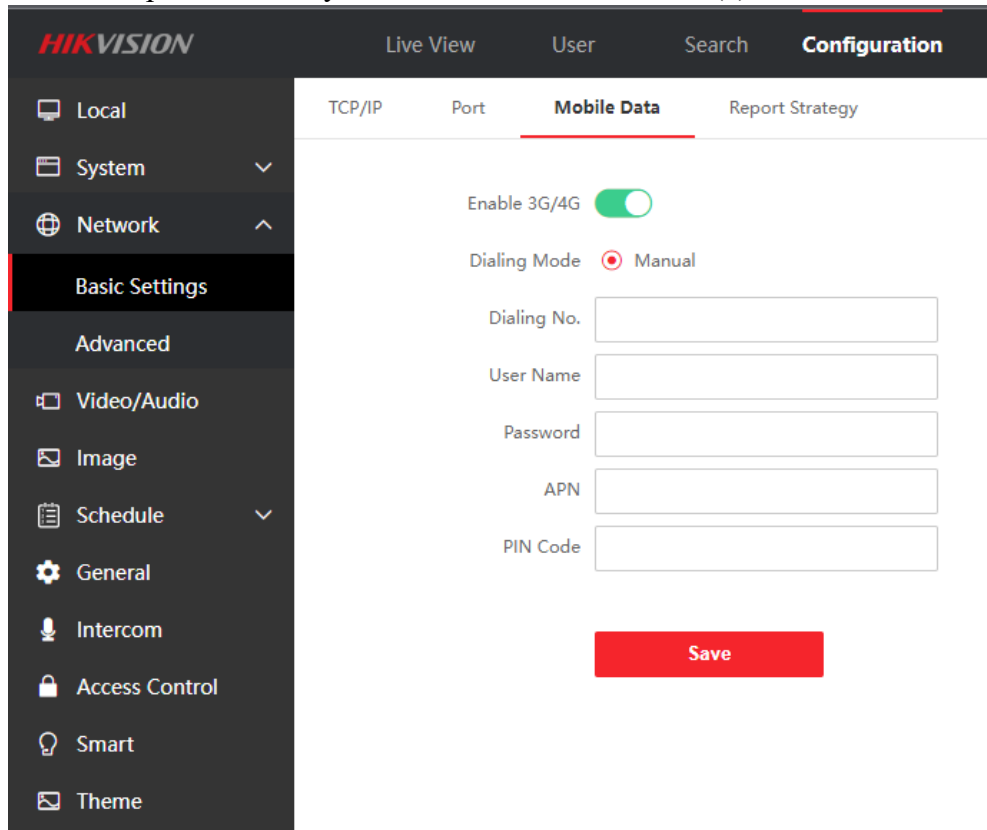 HIKVISION Live View User Search Configuration
Local
System
Network
Basic Settings
Advanced
Video/Audio
Image
Schedule
General
Intercom
Access Control
Smart
Theme
TCP/IP Port Mobile Data Report Strategy
Enable 3G/4G
Dialing Mode Manual
Dialing No.
User Name
Password
APN
PIN Code
Save